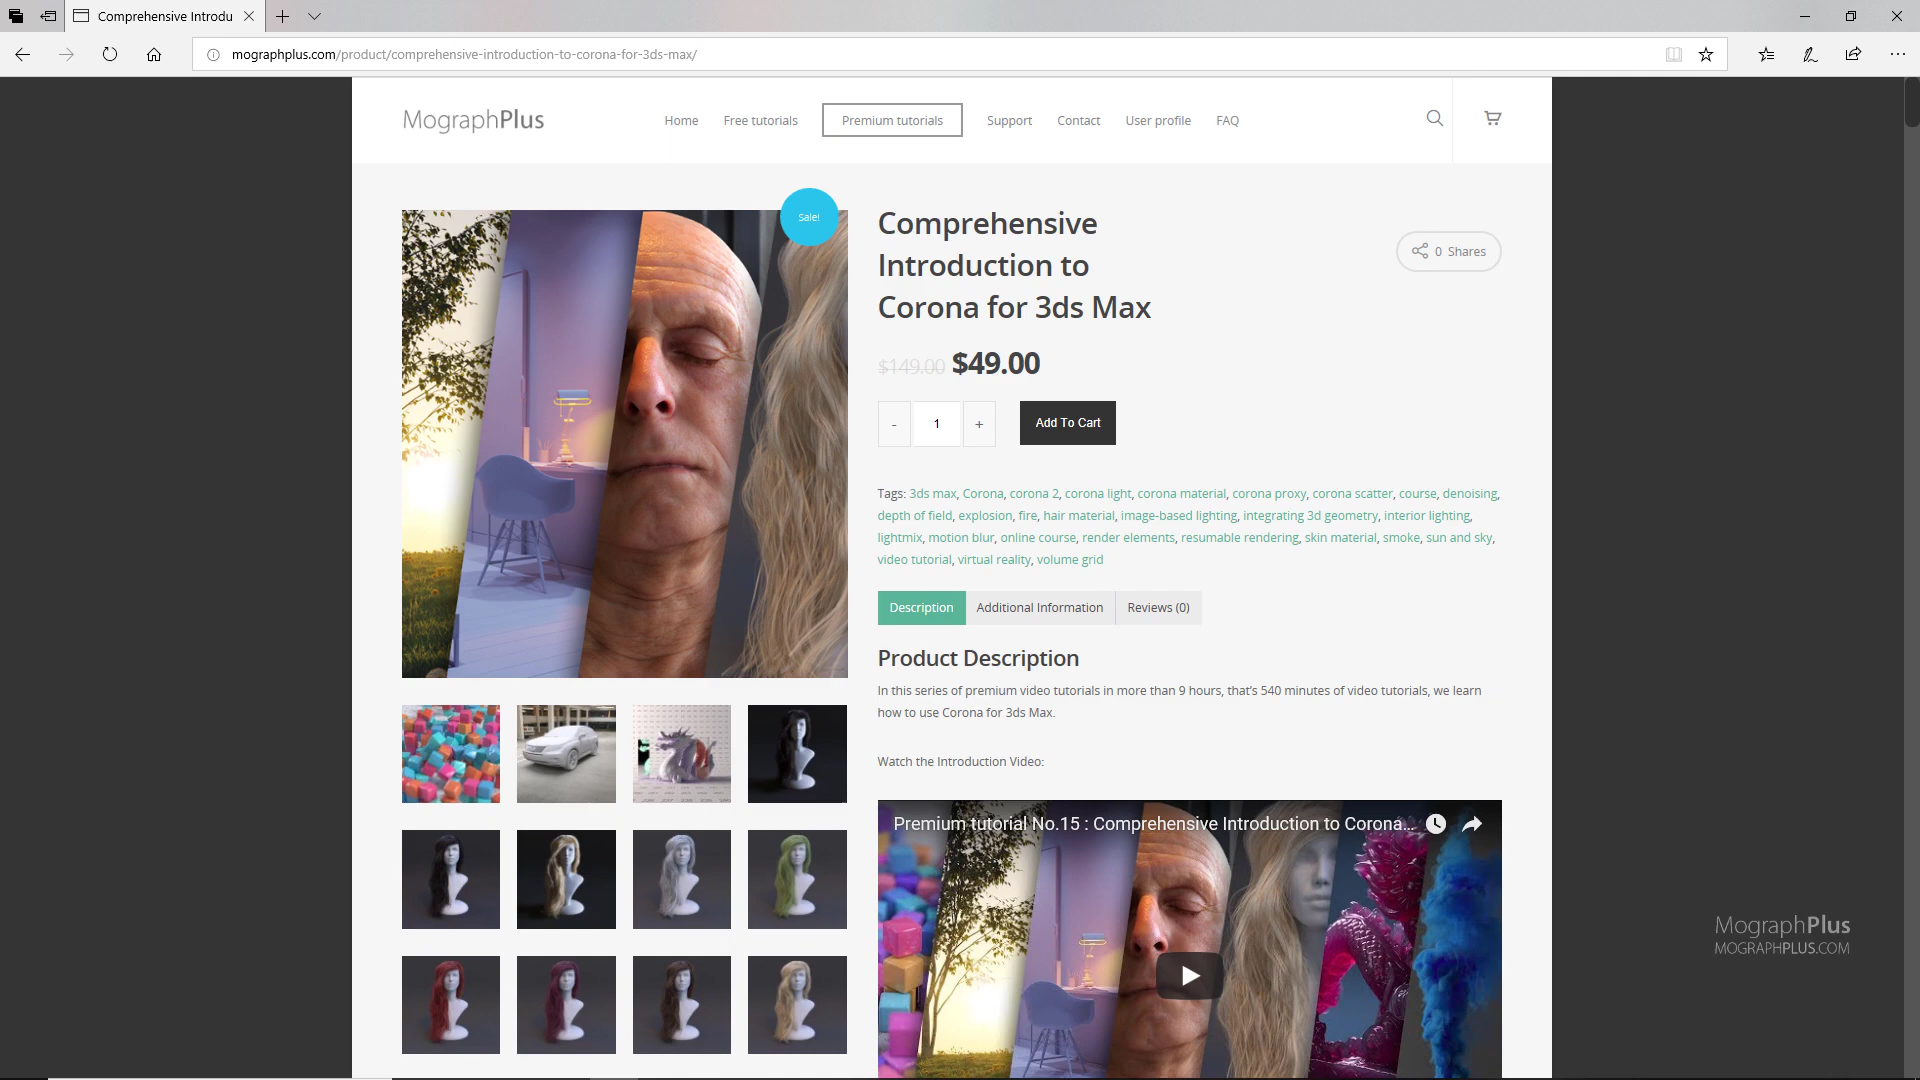 Comprehensive Introdu
mographplus.com/product/comprehensive-introduction-to-corona-for-3ds-max/
MographPlus
Home
Free tutorials
Premium tutorials
Support
Contact
User profile
FAQ
Sale!
Comprehensive
Introduction to
Corona for 3ds Max
0 Shares
$149.00 $49.00
- 1 +
Add To Cart
Tags: 3ds max, Corona, corona 2, corona light, corona material, corona proxy, corona scatter, course, denoising,
depth of field, explosion, fire, hair material, image-based lighting, integrating 3d geometry, interior lighting,
lightmix, motion blur, online course, render elements, resumable rendering, skin material, smoke, sun and sky,
video tutorial, virtual reality, volume grid
Description
Additional Information
Reviews (0)
Product Description
In this series of premium video tutorials in more than 9 hours, that's 540 minutes of video tutorials, we learn
how to use Corona for 3ds Max.
Watch the Introduction Video:
Premium tutorial No.15 : Comprehensive Introduction to Corona...
MographPlus
MOGRAPHPLUS.COM